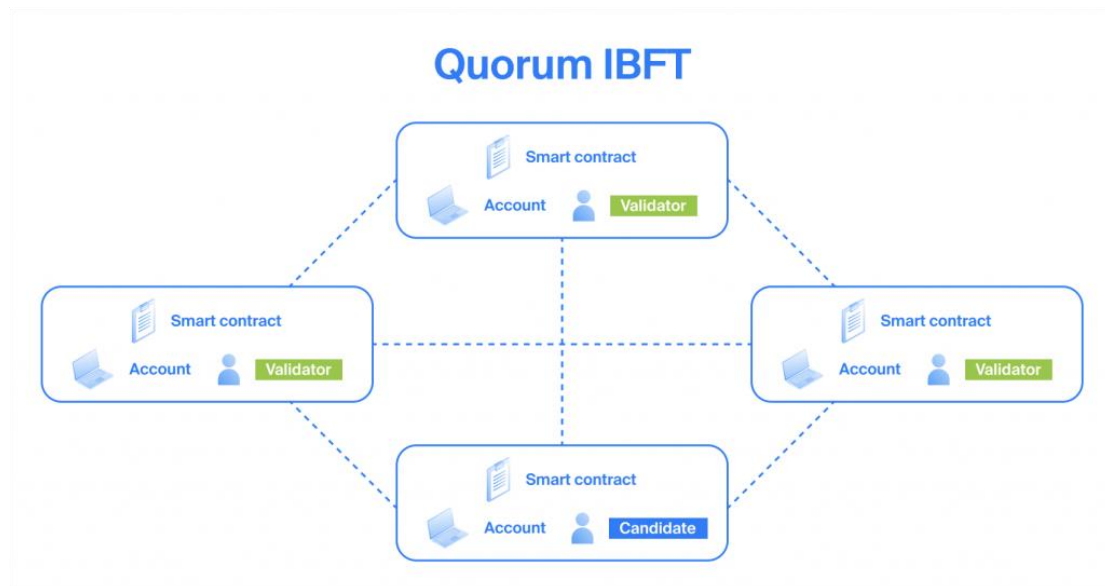 Quorum IBFT
Smart contract
Account Validator
Smart contract
Account Validator
Smart contract
Account Validator
Smart contract
Account Candidate